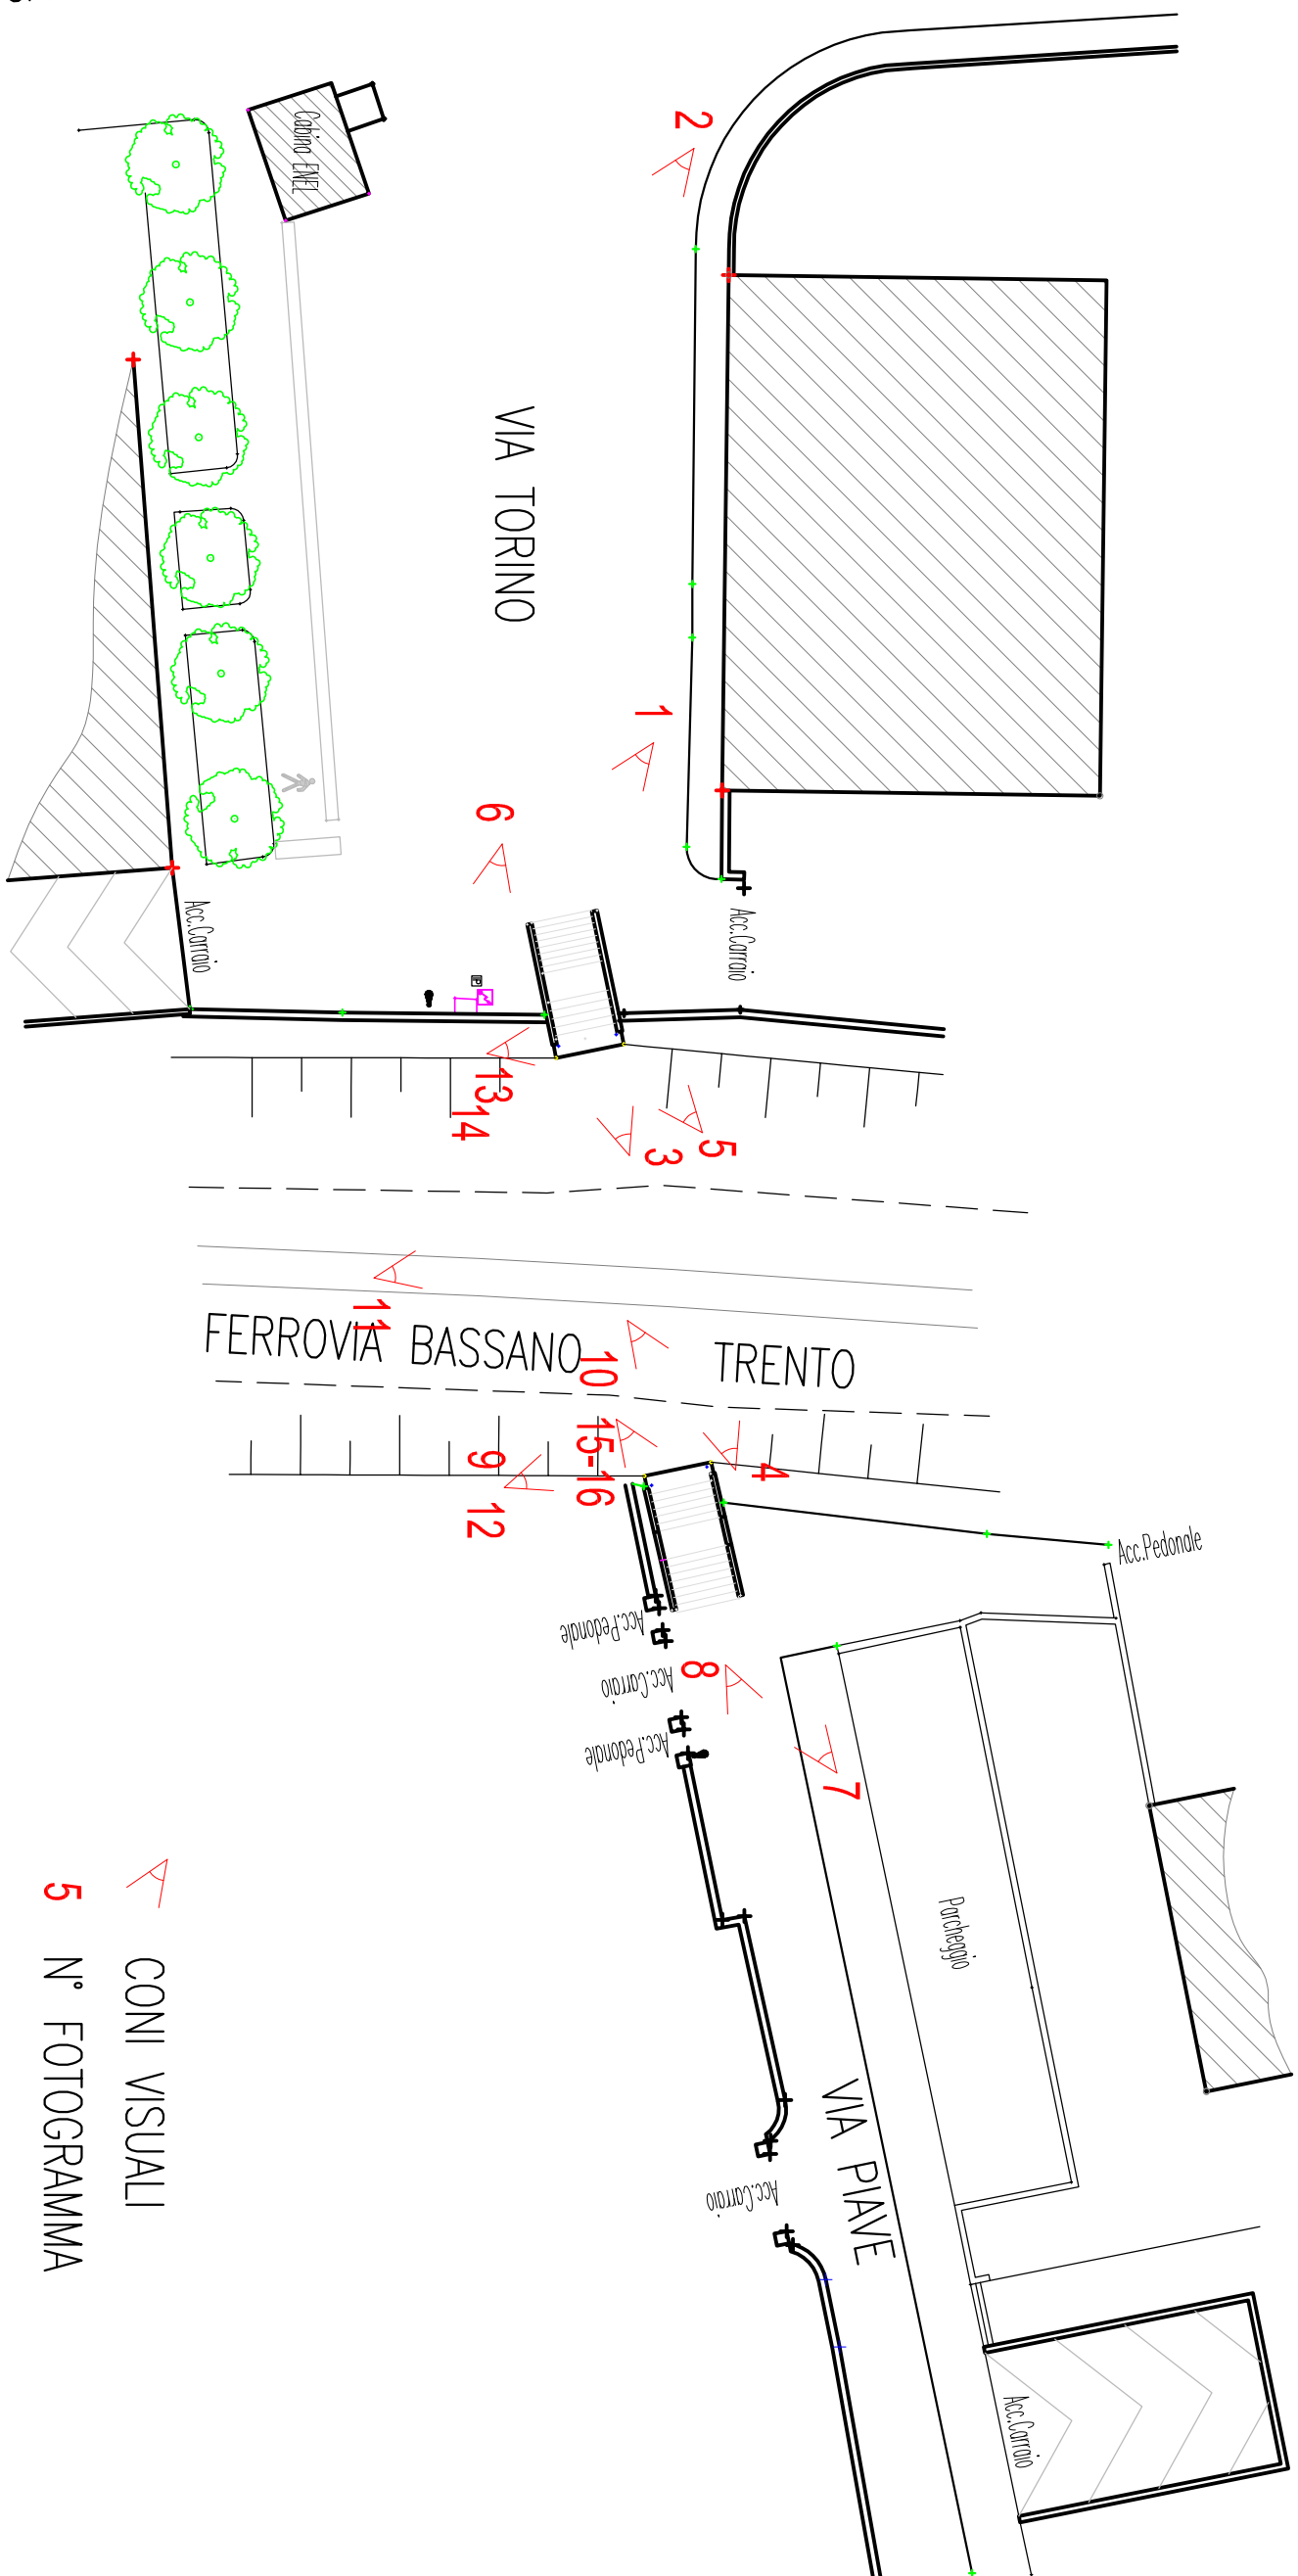 Cabina ENEL
2
VIA TORINO
1
6
Acc.Carraio
Acc.Carraio
13
14
3
5
11
FERROVIA BASSANO TRENTO
10
15-16
9
12
4
Acc.Pedonale
Acc.Pedonale
Acc.Carraio
8
Acc.Pedonale
7
Parcheggio
VIA PIAVE
Acc.Carraio
Acc.Carraio
CONI VISUALI
5 N° FOTOGRAMMA